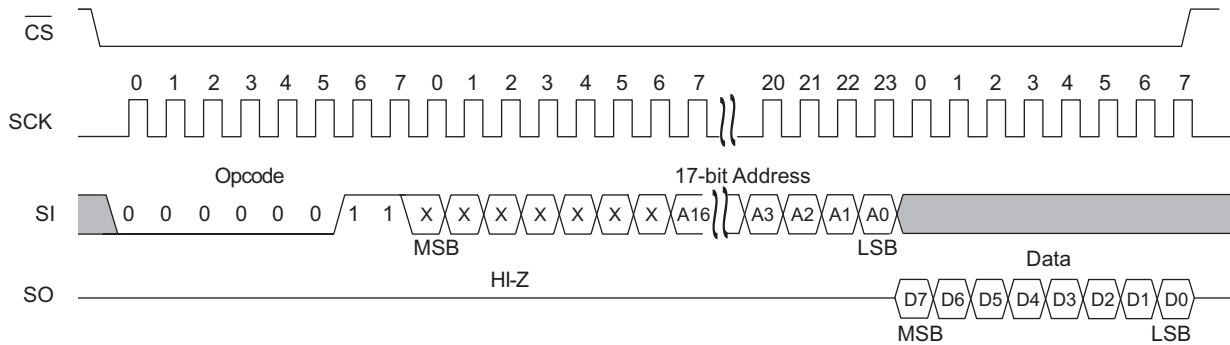 CS
0 1 2 3 4 5 6 7 0 1 2 3 4 5 6 7 20 21 22 23 0 1 2 3 4 5 6 7
SCK
Opcode 17-bit Address
SI 0 0 0 0 0 0 1 1 X X X X X X X A16 A3 A2 A1 A0
MSB LSB
HI-Z Data
SO D7 D6 D5 D4 D3 D2 D1 D0
MSB LSB